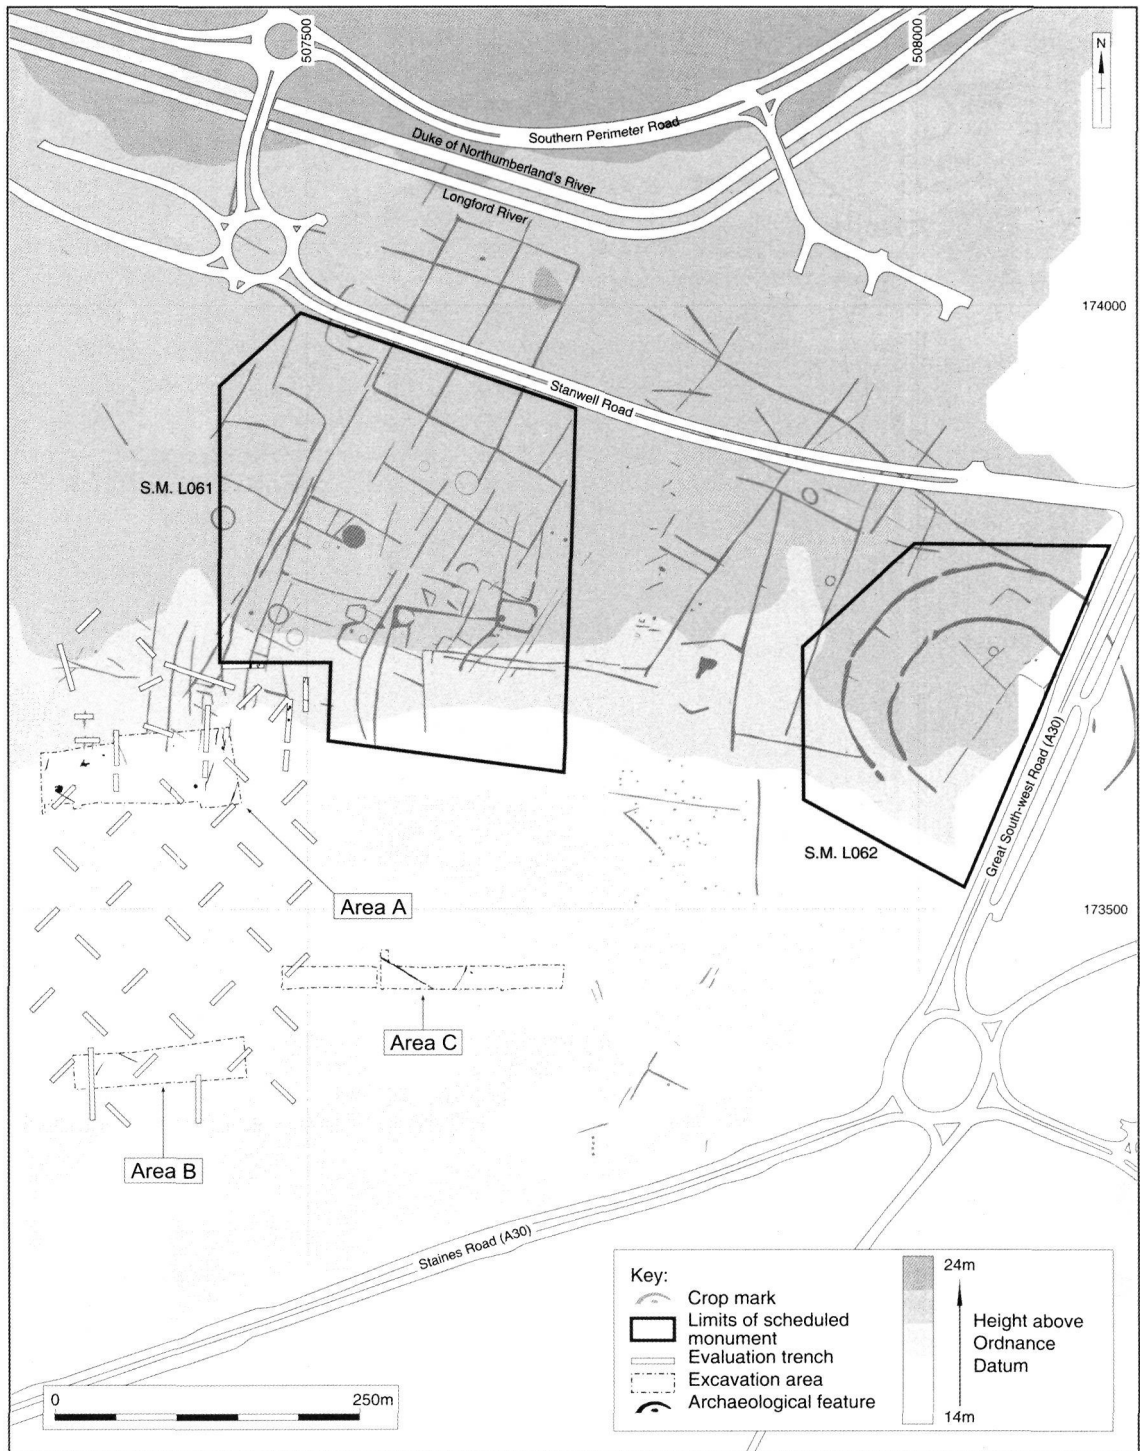 507500
508000
N
Southern Perimeter Road
Duke of Northumberland's River
Longford River
174000
Stanwell Road
S.M. L061
Great South-west Road (A30)
S.M. L062
Area A
173500
Area C
Area B
Staines Road (A30)
Key:
Crop mark
Limits of scheduled
monument
Evaluation trench
Excavation area
Archaeological feature
24m
Height above
Ordnance
Datum
14m
0
250m